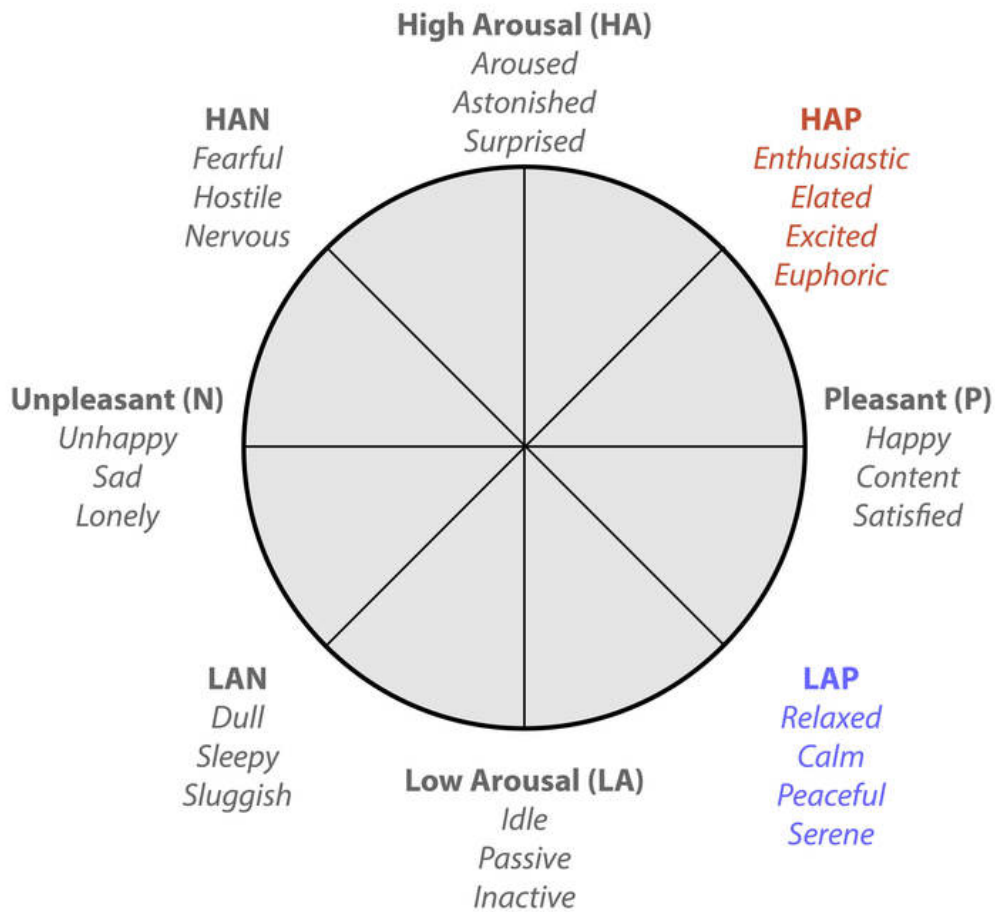 High Arousal (HA)
Aroused
Astonished
Surprised
HAN
Fearful
Hostile
Nervous
HAP
Enthusiastic
Elated
Excited
Euphoric
Unpleasant (N)
Unhappy
Sad
Lonely
Pleasant (P)
Happy
Content
Satisfied
LAN
Dull
Sleepy
Sluggish
Low Arousal (LA)
Idle
Passive
Inactive
LAP
Relaxed
Calm
Peaceful
Serene